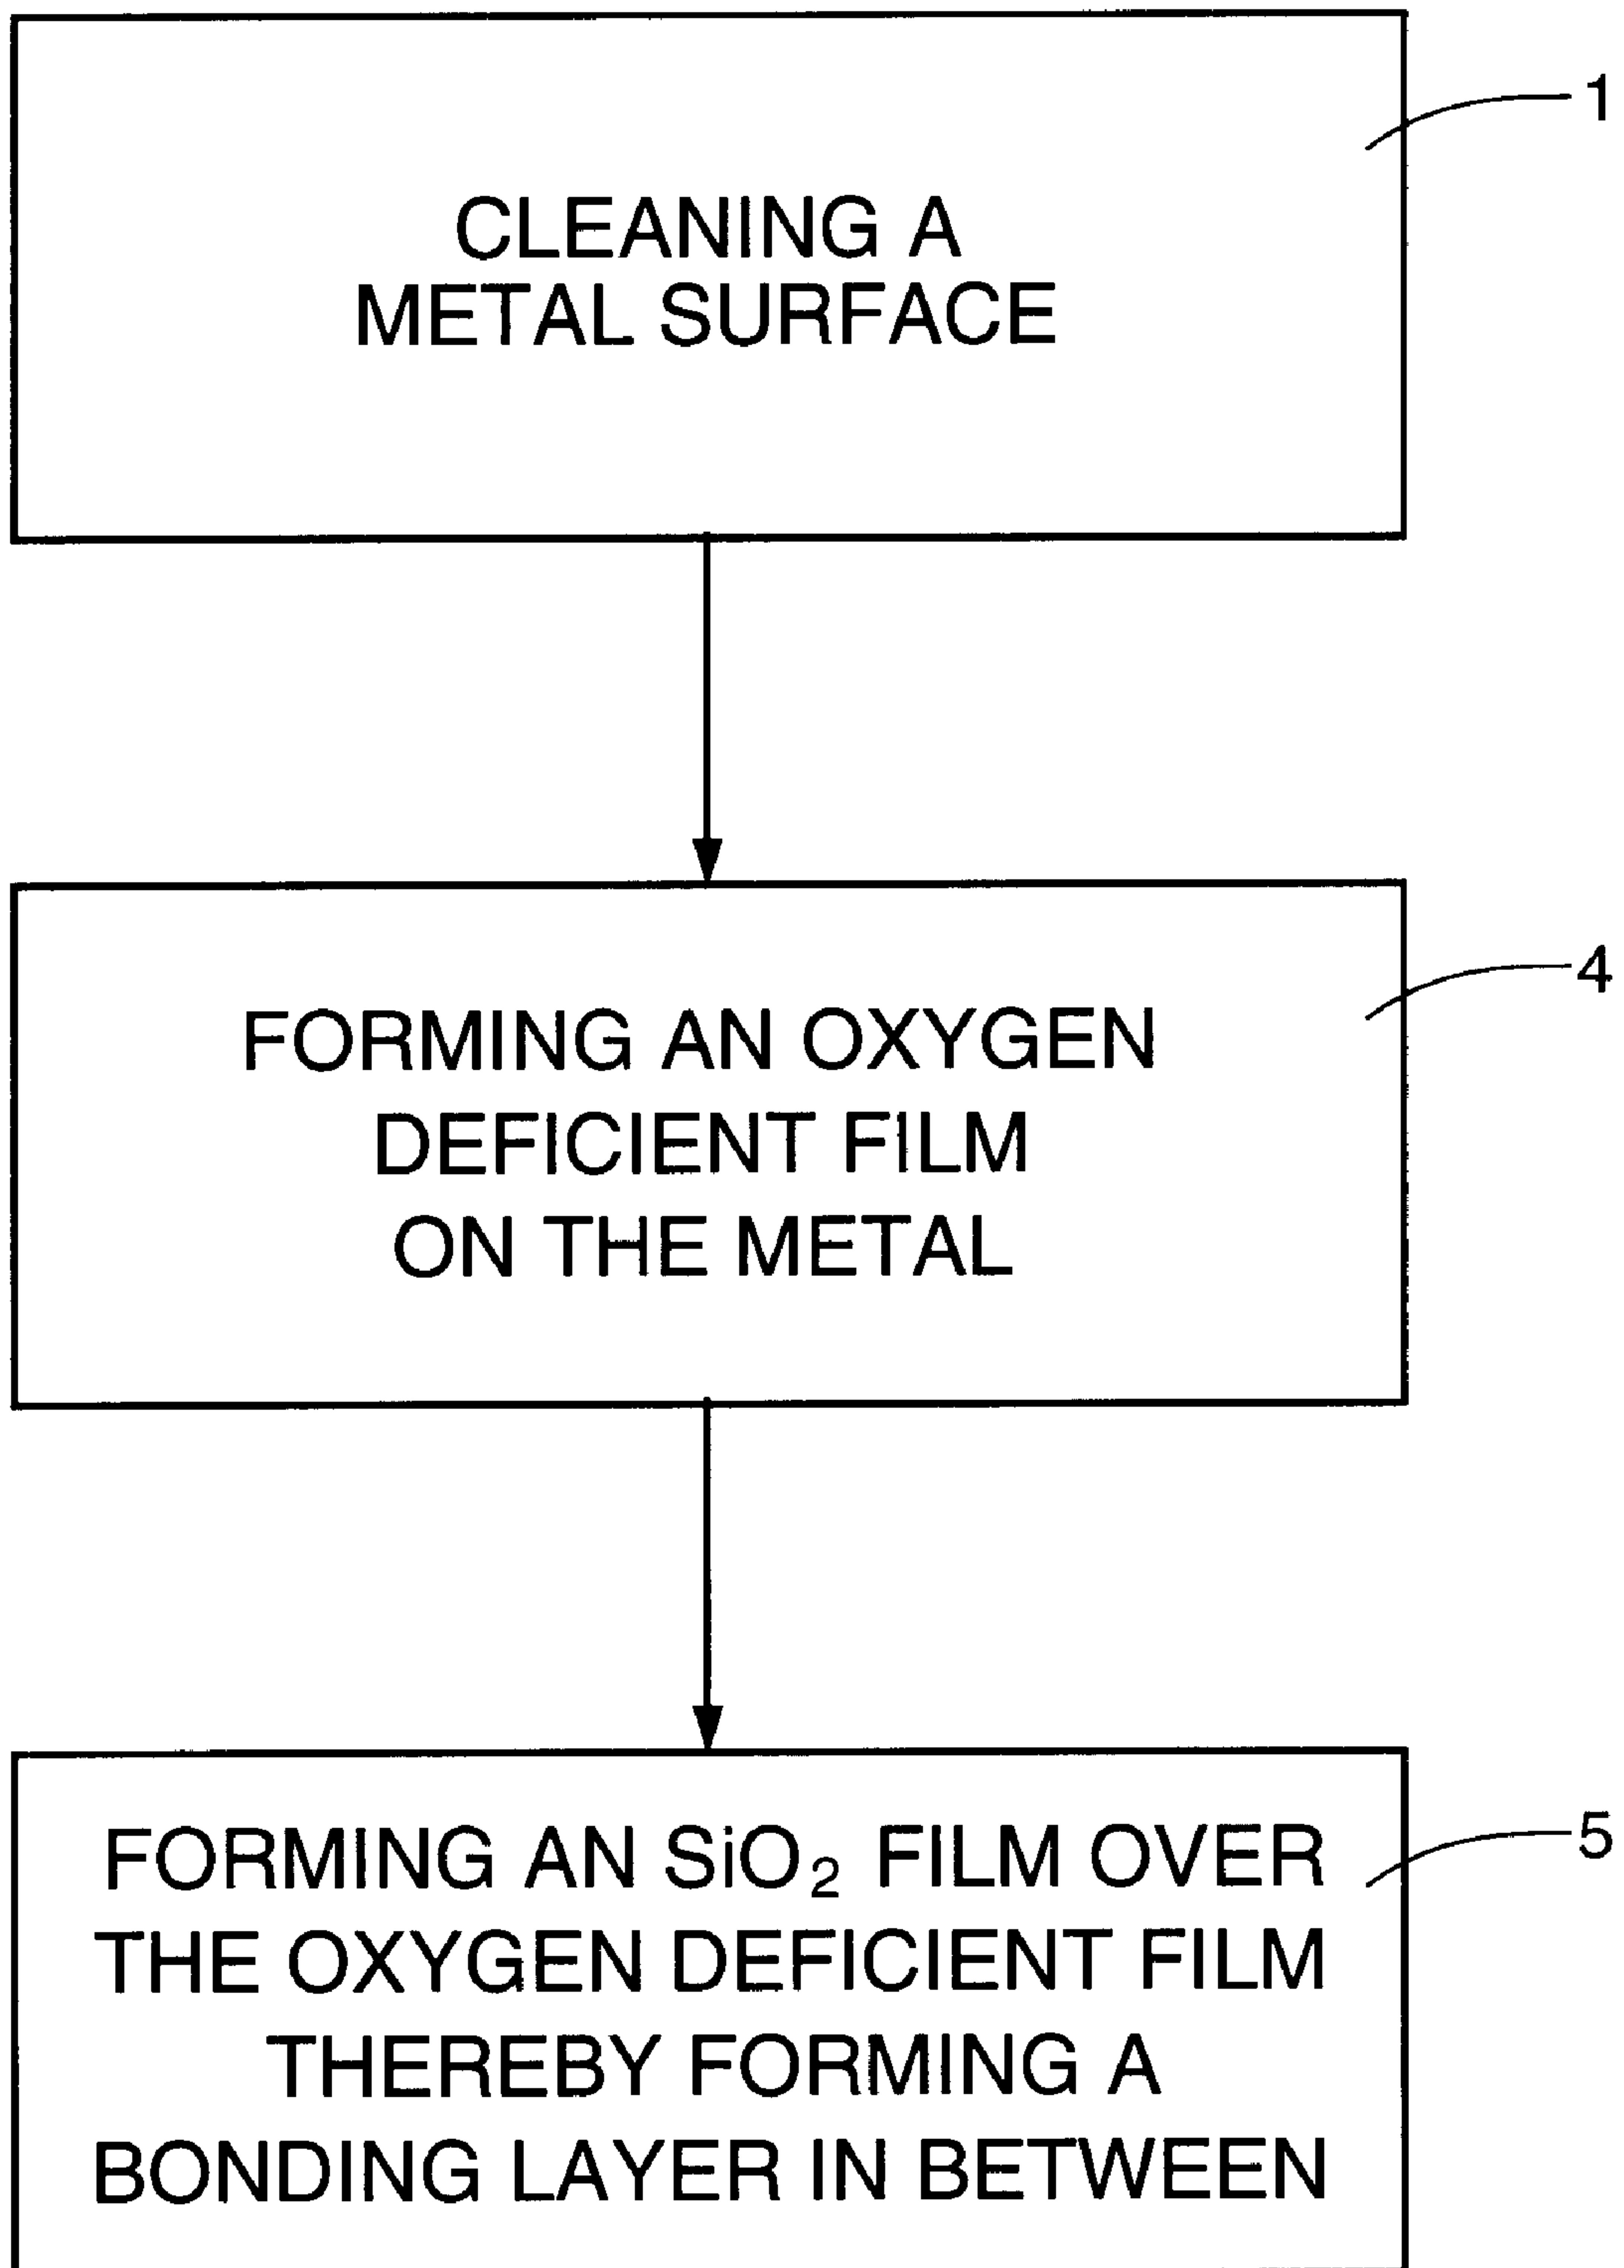 1
CLEANING A
METAL SURFACE
4
FORMING AN OXYGEN
DEFICIENT FILM
ON THE METAL
5
FORMING AN SiO₂ FILM OVER
THE OXYGEN DEFICIENT FILM
THEREBY FORMING A
BONDING LAYER IN BETWEEN